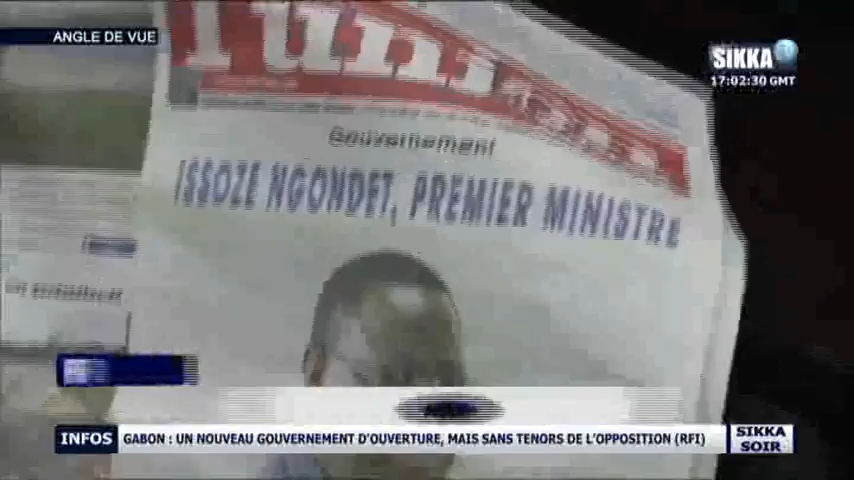 ANGLE DE VUE
SIKKA
17:02:30 GMT
Gouvernement
ISSOZE NGONDET, PREMIER MINISTRE
INFOS
GABON : UN NOUVEAU GOUVERNEMENT D'OUVERTURE, MAIS SANS TENORS DE L'OPPOSITION (RFI)
SIKKA
SOIR